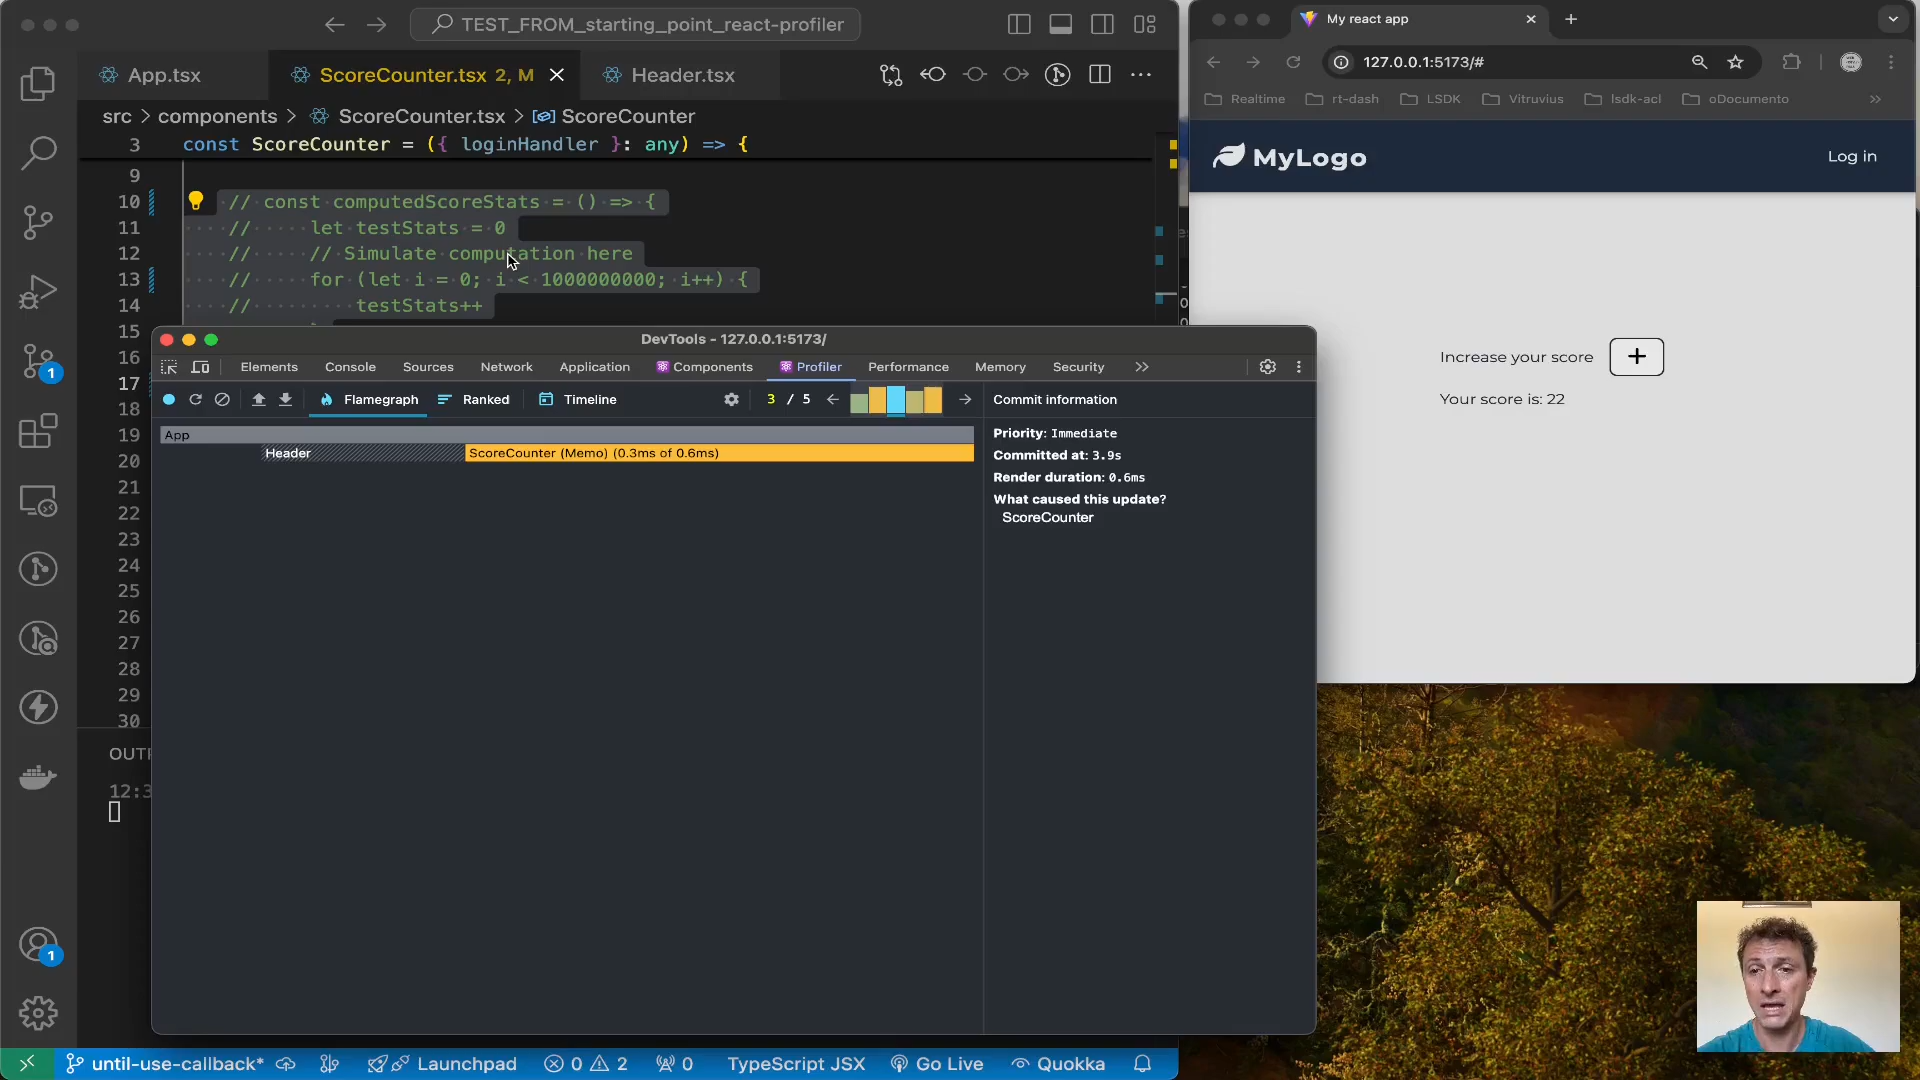 TEST_FROM_starting_point_react-profiler
App.tsx
ScoreCounter.tsx 2, M
Header.tsx
src > components > ScoreCounter.tsx > ScoreCounter
3 const ScoreCounter = ({ loginHandler }: any) => {
9
10 // const computedScoreStats = () => {
11 // let testStats = 0
12 // // Simulate computation here
13 // for (let i = 0; i < 1000000000; i++) {
14 // testStats++
15
16
17
18
19
20
21
22
23
24
25
26
27
28
29
30
1
1
DevTools - 127.0.0.1:5173/
Elements Console Sources Network Application Components Profiler Performance Memory Security
Flamegraph Ranked Timeline 3 / 5
Commit information
App
Header
ScoreCounter (Memo) (0.3ms of 0.6ms)
Priority: Immediate
Committed at: 3.9s
Render duration: 0.6ms
What caused this update?
ScoreCounter
12:3
until-use-callback* Launchpad 0 2 0 TypeScript JSX Go Live Quokka
My react app
127.0.0.1:5173/#
Realtime rt-dash LSDK Vitruvius lsdk-acl oDocumento
MyLogo
Log in
Increase your score +
Your score is: 22